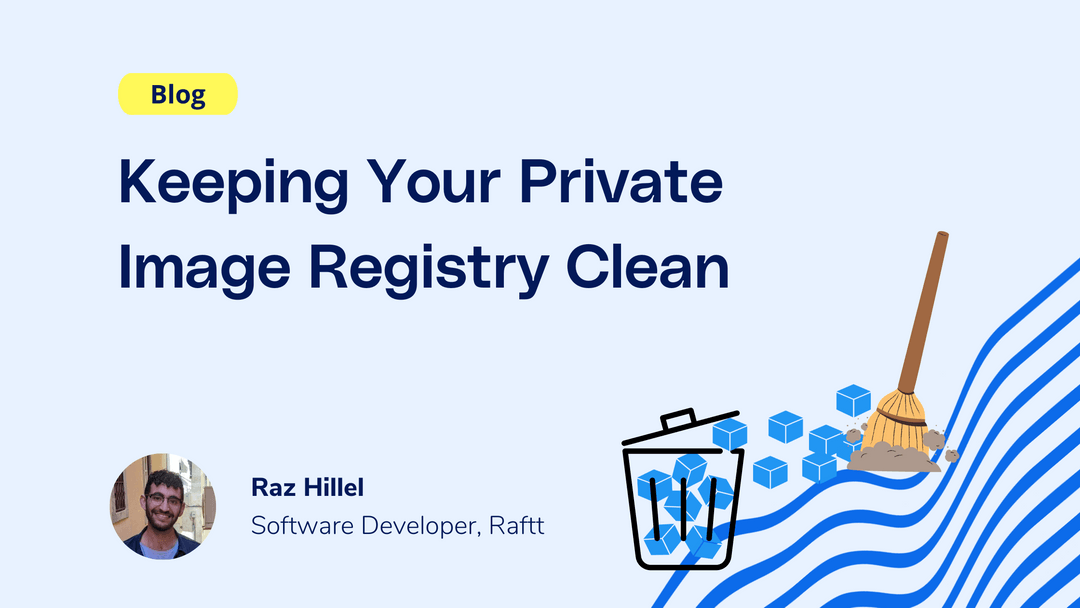 Blog
Keeping Your Private
Image Registry Clean
Raz Hillel
Software Developer, Raftt